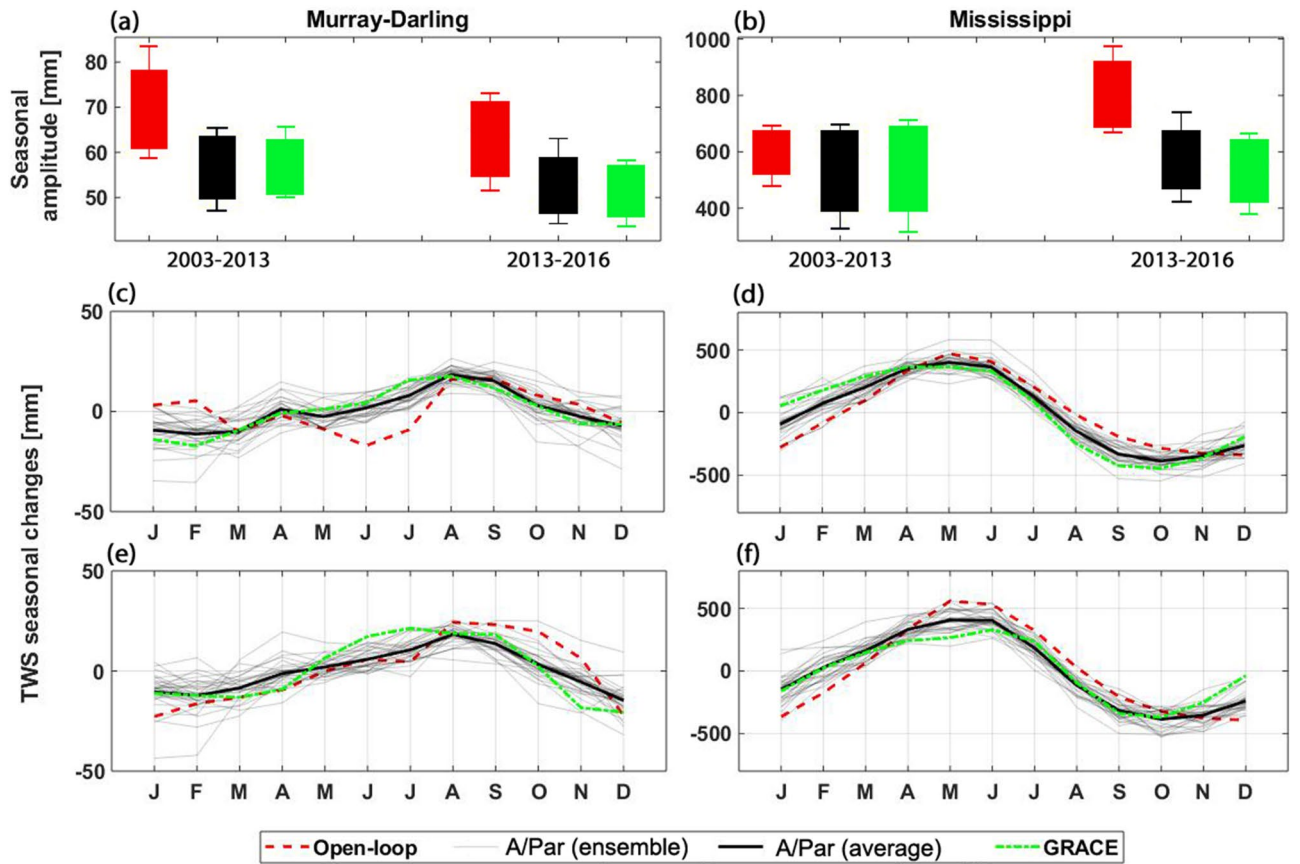 (a) Murray-Darling
(b) Mississippi
Seasonal
amplitude [mm]
80
70
60
50
2003-2013 2013-2016
1000
800
600
400
2003-2013 2013-2016
TWS seasonal changes [mm]
(c)
50
0
-50
J F M A M J J A S O N D
(d)
500
0
-500
J F M A M J J A S O N D
(e)
50
0
-50
J F M A M J J A S O N D
(f)
500
0
-500
J F M A M J J A S O N D
Open-loop A/Par (ensemble) A/Par (average) GRACE